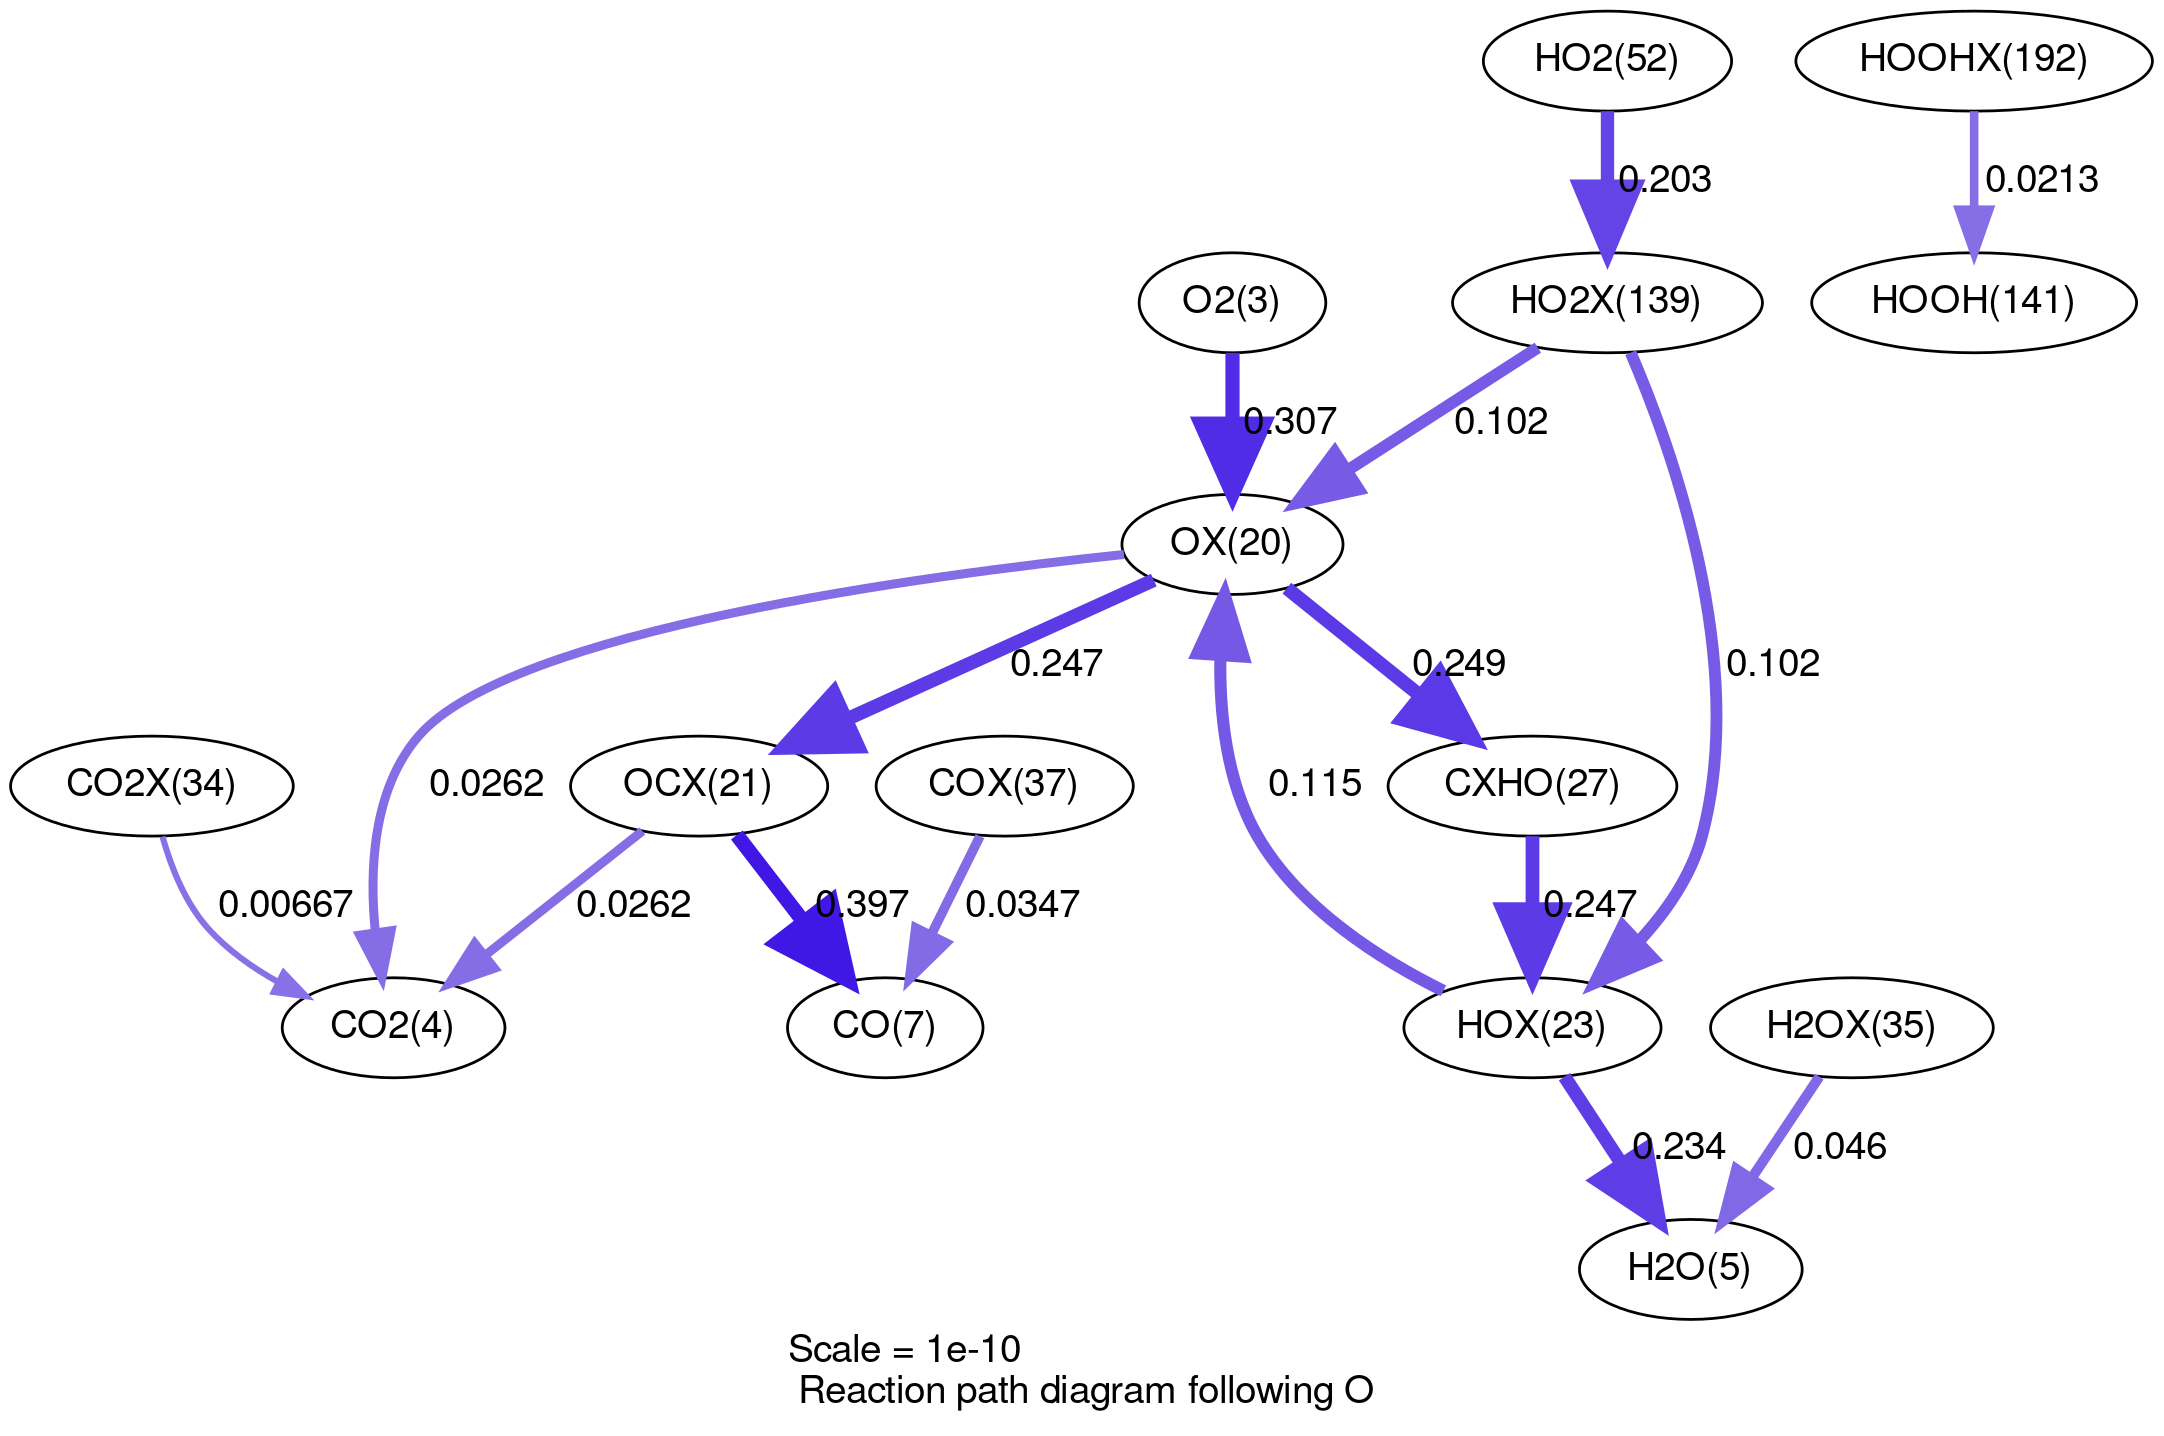 HO2(52)
HOOHX(192)
0.203
0.0213
O2(3)
HO2X(139)
HOOH(141)
0.307
0.102
OX(20)
0.247
0.249
0.102
CO2X(34)
0.0262
OCX(21)
COX(37)
0.115
CXHO(27)
0.00667
0.0262
0.397
0.0347
0.247
CO2(4)
CO(7)
HOX(23)
H2OX(35)
0.234
0.046
H2O(5)
Scale = 1e-10
Reaction path diagram following O